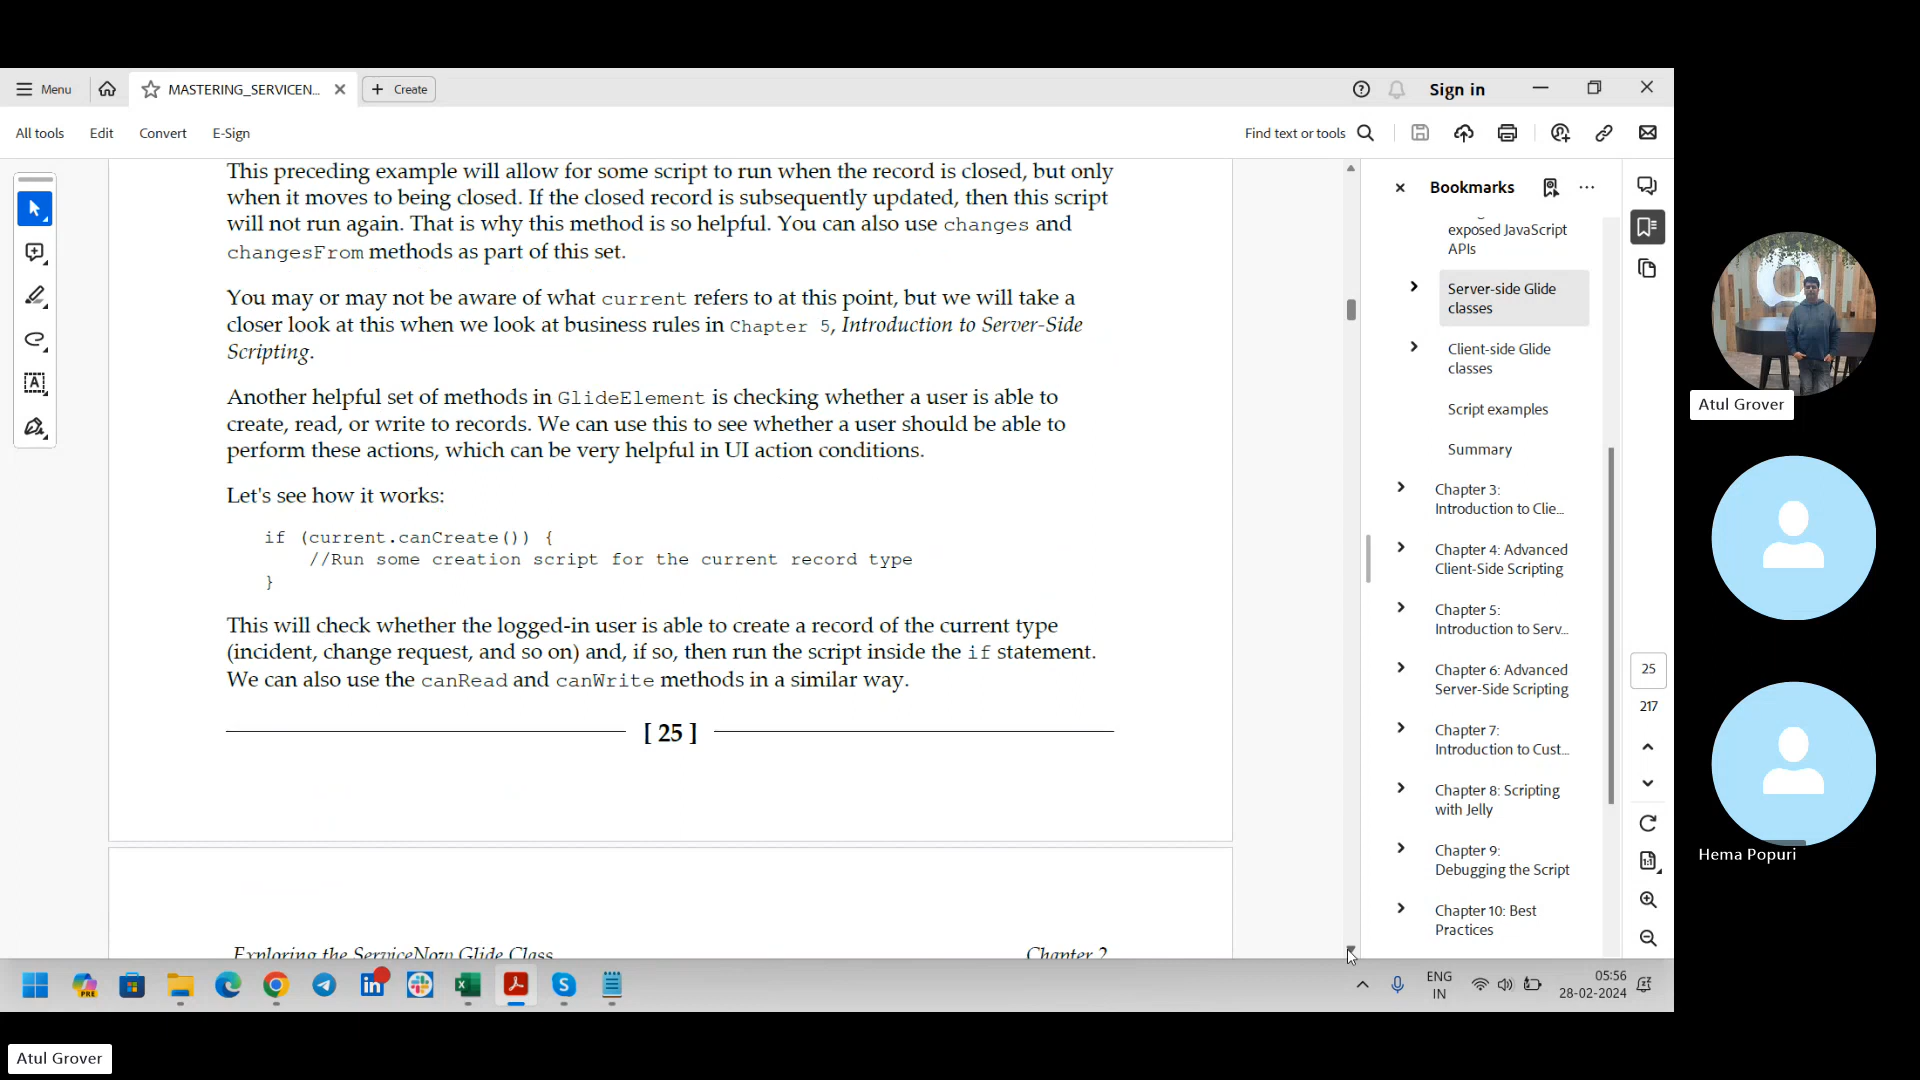 Menu
MASTERING_SERVICEN...
Create
Sign in
All tools
Edit
Convert
E-Sign
Find text or tools
This preceding example will allow for some script to run when the record is closed, but only
when it moves to being closed. If the closed record is subsequently updated, then this script
will not run again. That is why this method is so helpful. You can also use changes and
changesFrom methods as part of this set.
You may or may not be aware of what current refers to at this point, but we will take a
closer look at this when we look at business rules in Chapter 5, Introduction to Server-Side
Scripting.
Another helpful set of methods in GlideElement is checking whether a user is able to
create, read, or write to records. We can use this to see whether a user should be able to
perform these actions, which can be very helpful in UI action conditions.
Let's see how it works:
if (current.canCreate()) {
//Run some creation script for the current record type
}
This will check whether the logged-in user is able to create a record of the current type
(incident, change request, and so on) and, if so, then run the script inside the if statement.
We can also use the canRead and canWrite methods in a similar way.
[ 25 ]
Exploring the ServiceNow Glide Class
Chapter 2
Bookmarks
exposed JavaScript
APIs
Server-side Glide
classes
Client-side Glide
classes
Script examples
Summary
Chapter 3:
Introduction to Clie...
Chapter 4: Advanced
Client-Side Scripting
Chapter 5:
Introduction to Serv...
Chapter 6: Advanced
Server-Side Scripting
Chapter 7:
Introduction to Cust...
Chapter 8: Scripting
with Jelly
Chapter 9:
Debugging the Script
Chapter 10: Best
Practices
25
217
1:1
PRE
ENG
IN
05:56
28-02-2024
Atul Grover
Hema Popuri
Atul Grover